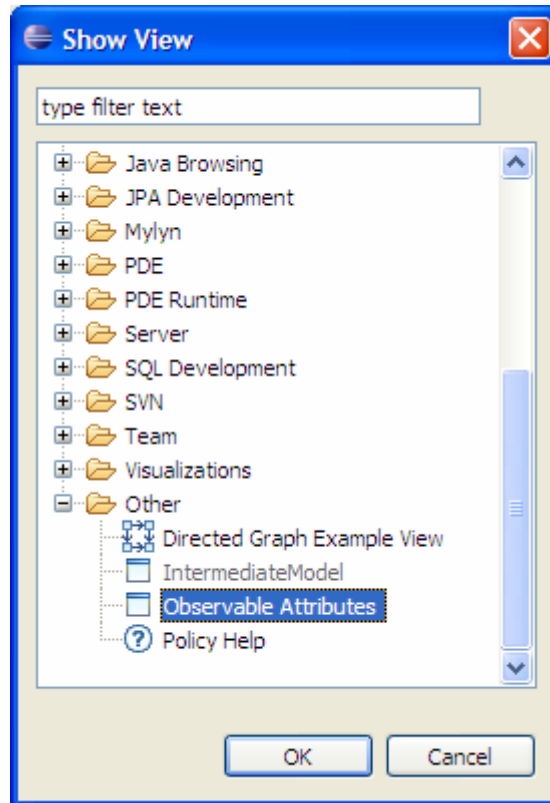 Show View
type filter text
Java Browsing
JPA Development
Mylyn
PDE
PDE Runtime
Server
SQL Development
SVN
Team
Visualizations
Other
Directed Graph Example View
IntermediateModel
Observable Attributes
Policy Help
OK Cancel